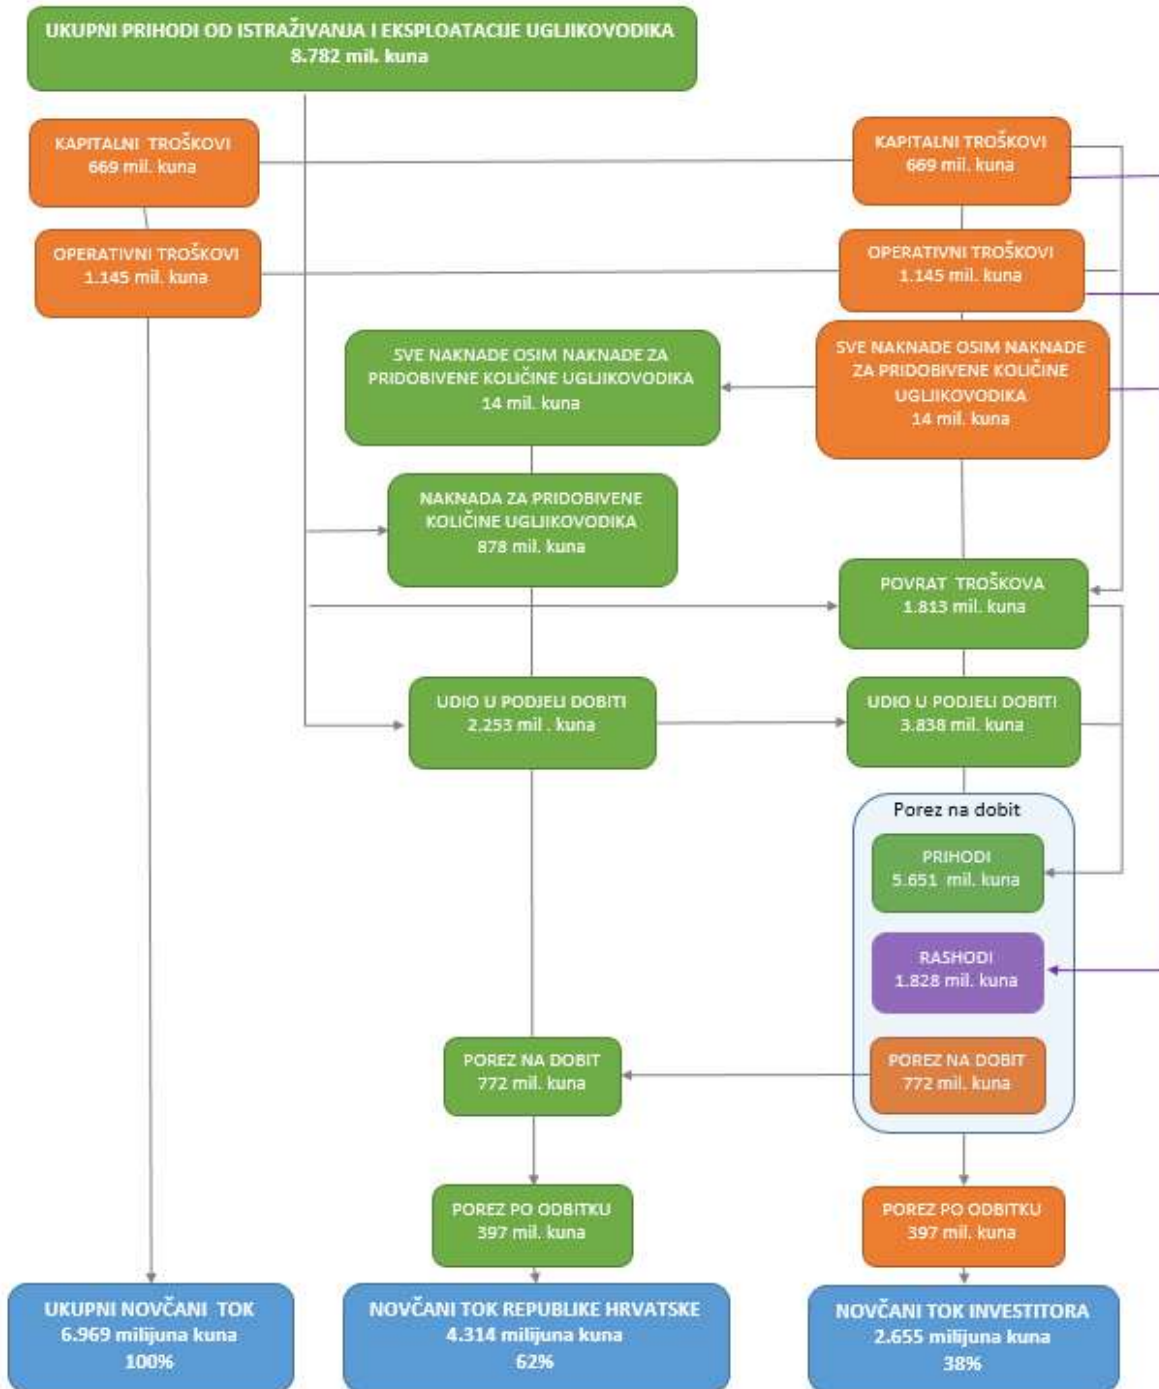 UKUPNI PRIHODI OD ISTRAŽIVANJA I EKSPLOATACIJE UGLJIKOVODIKA
8.782 mil. kuna
KAPITALNI TROŠKOVI
669 mil. kuna
KAPITALNI TROŠKOVI
669 mil. kuna
OPERATIVNI TROŠKOVI
1.145 mil. kuna
OPERATIVNI TROŠKOVI
1.145 mil. kuna
SVE NAKNADE OSIM NAKNADE ZA
PRIDOBIVENE KOLIČINE UGLJIKOVODIKA
14 mil. kuna
SVE NAKNADE OSIM NAKNADE
ZA PRIDOBIVENE KOLIČINE
UGLJIKOVODIKA
14 mil. kuna
NAKNADA ZA PRIDOBIVENE
KOLIČINE UGLJIKOVODIKA
878 mil. kuna
POVRAT TROŠKOVA
1.813 mil. kuna
UDIO U PODJELI DOBITI
2.253 mil . kuna
UDIO U PODJELI DOBITI
3.838 mil. kuna
Porez na dobit
PRIHODI
5.651 mil. kuna
RASHODI
1.828 mil. kuna
POREZ NA DOBIT
772 mil. kuna
POREZ NA DOBIT
772 mil. kuna
POREZ PO ODBITKU
397 mil. kuna
POREZ PO ODBITKU
397 mil. kuna
UKUPNI NOVČANI TOK
6.969 milijuna kuna
100%
NOVČANI TOK REPUBLIKE HRVATSKE
4.314 milijuna kuna
62%
NOVČANI TOK INVESTITORA
2.655 milijuna kuna
38%